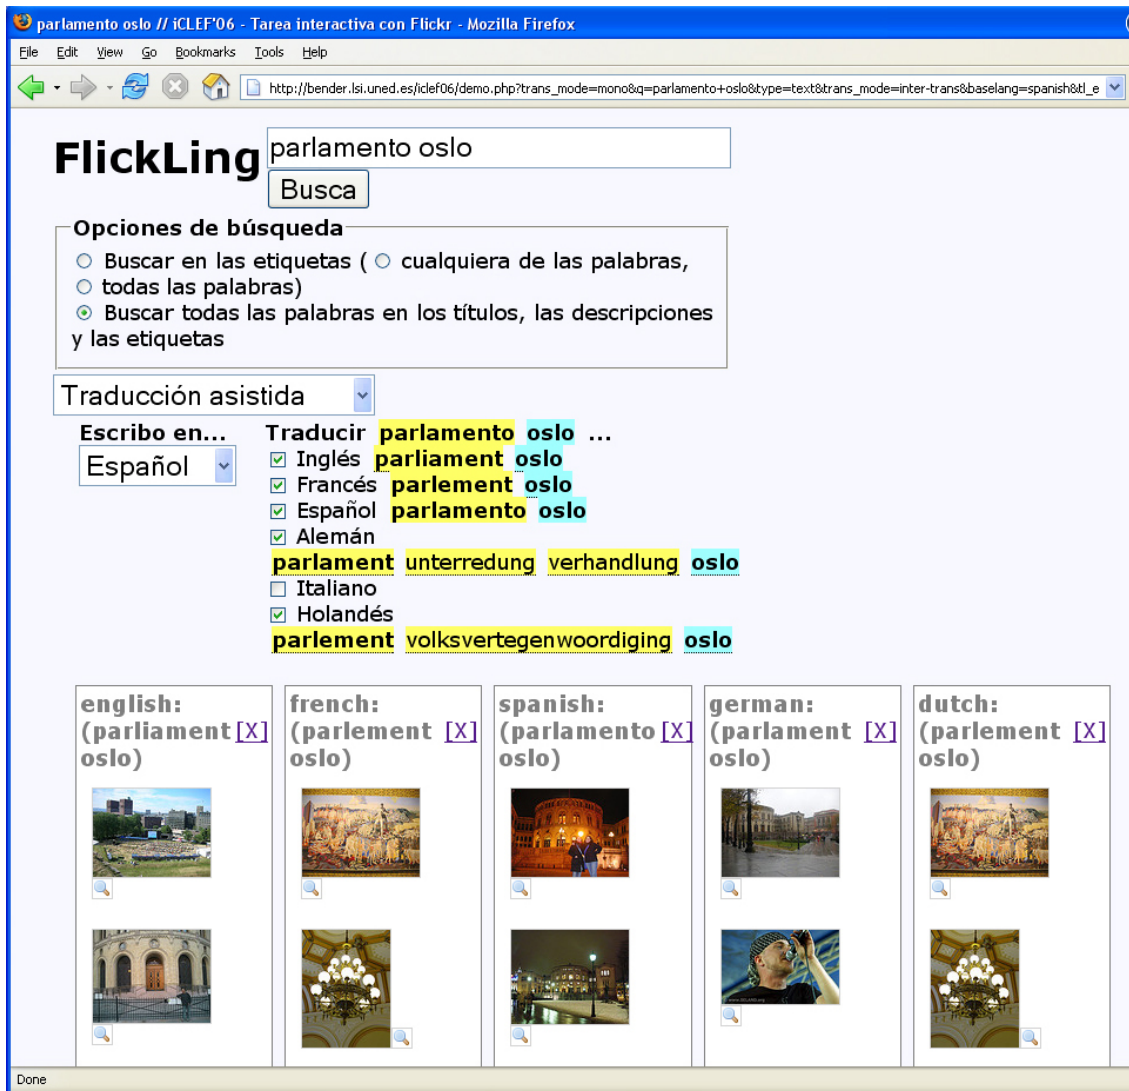 parlamento oslo // iCLEF'06 - Tarea interactiva con Flickr - Mozilla Firefox
File Edit View Go Bookmarks Tools Help
http://bender.lsi.uned.es/iclef06/demo.php?trans_mode=mono&q=parlamento+oslo&type=text&trans_mode=inter-trans&baselang=spanish&tl_e
FlickLing
parlamento oslo
Busca
Opciones de búsqueda
Buscar en las etiquetas ( cualquiera de las palabras,
todas las palabras)
Buscar todas las palabras en los títulos, las descripciones
y las etiquetas
Traducción asistida
Escribo en...
Español
Traducir parlamento oslo ...
Inglés parliament oslo
Francés parlement oslo
Español parlamento oslo
Alemán
parlament unterredung verhandlung oslo
Italiano
Holandés
parlement volksvertegenwoordiging oslo
english:
(parliament [X]
oslo)
french:
(parlement [X]
oslo)
spanish:
(parlamento [X]
oslo)
german:
(parlament [X]
oslo)
dutch:
(parlement [X]
oslo)
Done